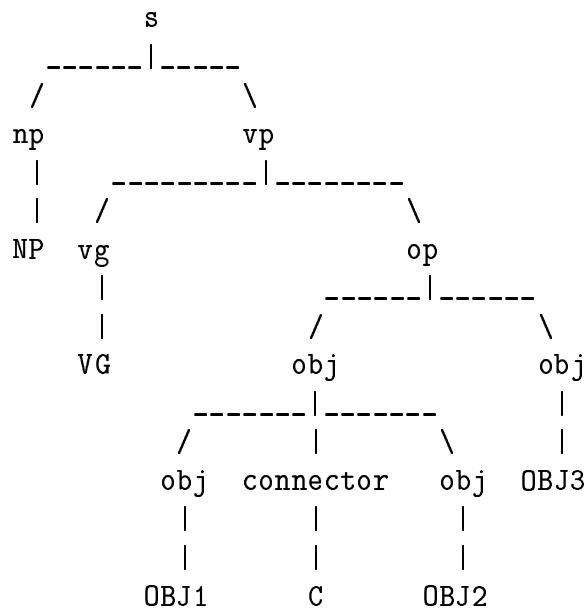 s
np vp
NP vg op
VG obj obj
obj connector obj OBJ3
OBJ1 C OBJ2